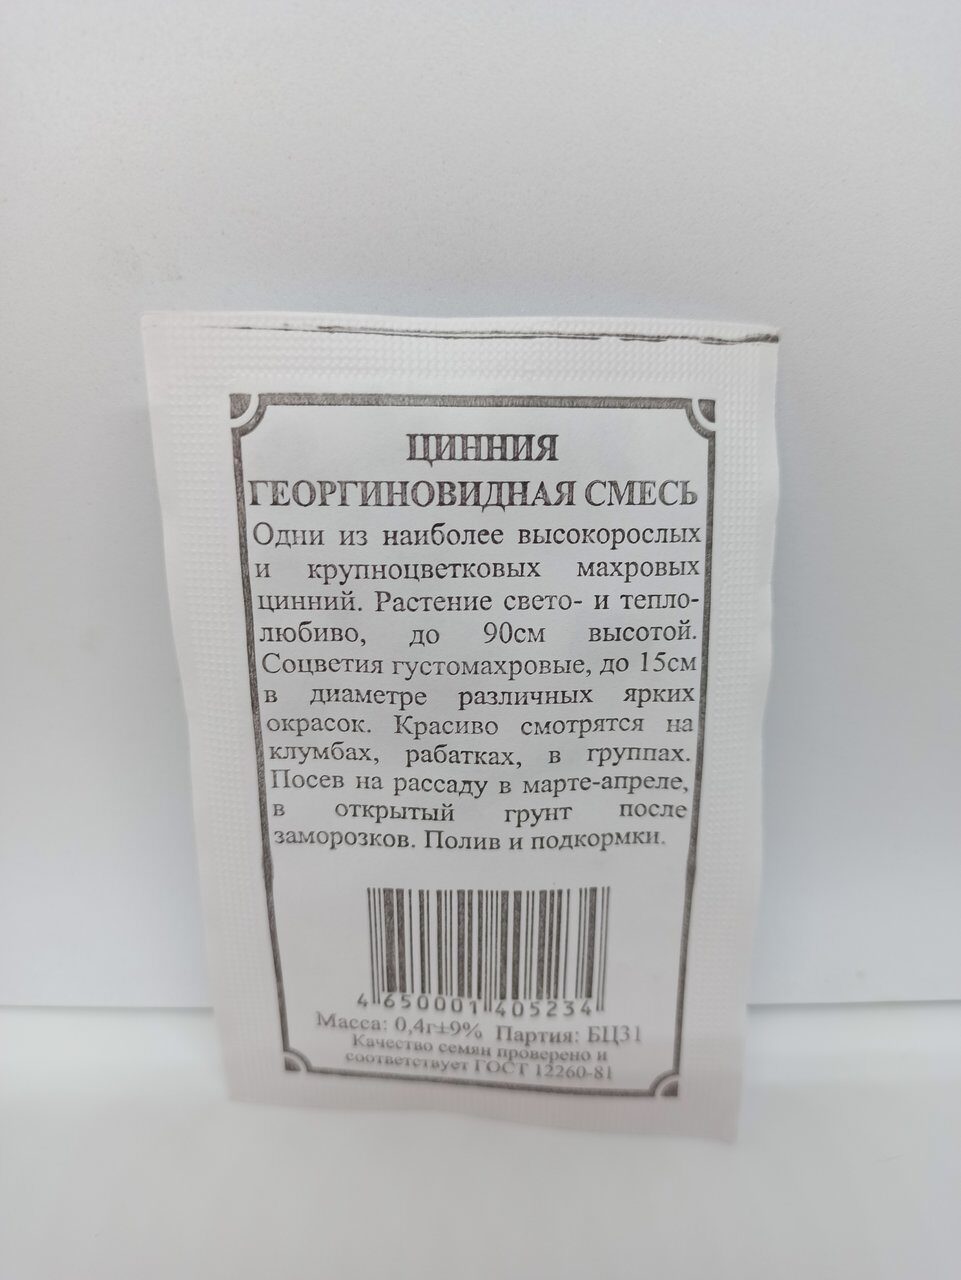 ЦИННИЯ
ГЕОРГИНОВИДНАЯ СМЕСЬ
Одни из наиболее высокорослых
и крупноцветковых махровых
цинний. Растение свето- и тепло-
любиво, до 90см высотой.
Соцветия густомахровые, до 15см
в диаметре различных ярких
окрасок. Красиво смотрятся на
клумбах, рабатках, в группах.
Посев на рассаду в марте-апреле,
в открытый грунт после
заморозков. Полив и подкормки.
4 650001 405234
Масса: 0,4г±9% Партия: БЦ31
Качество семян проверено и
соответствует ГОСТ 12260-81